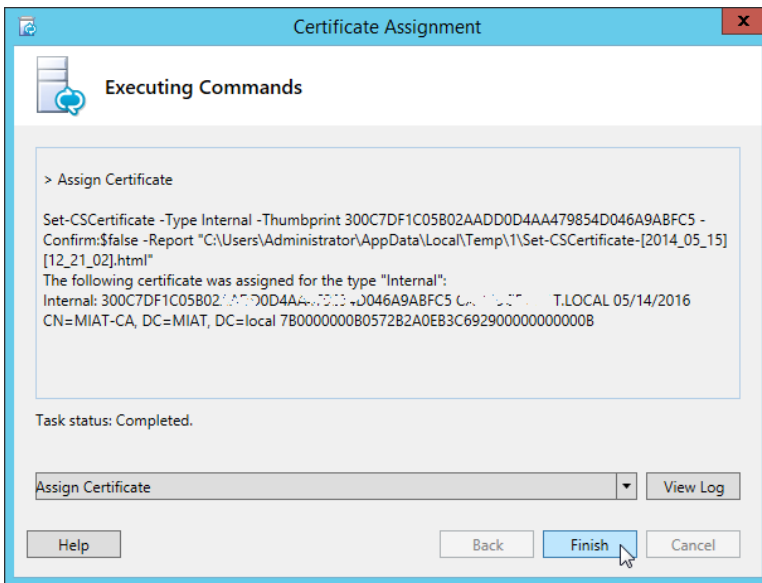 Certificate Assignment
x
Executing Commands
> Assign Certificate
Set-CSCertificate -Type Internal -Thumbprint 300C7DF1C05B02AADD0D4AA479854D046A9ABFC5 -
Confirm:$false -Report "C:\Users\Administrator\AppData\Local\Temp\1\Set-CSCertificate-[2014_05_15]
[12_21_02].html"
The following certificate was assigned for the type "Internal":
Internal: T.LOCAL 05/14/2016
CN=MIAT-CA, DC=MIAT, DC=local 7B0000000B0572B2A0EB3C692900000000000B
Task status: Completed.
Assign Certificate
View Log
Help
Back
Finish
Cancel